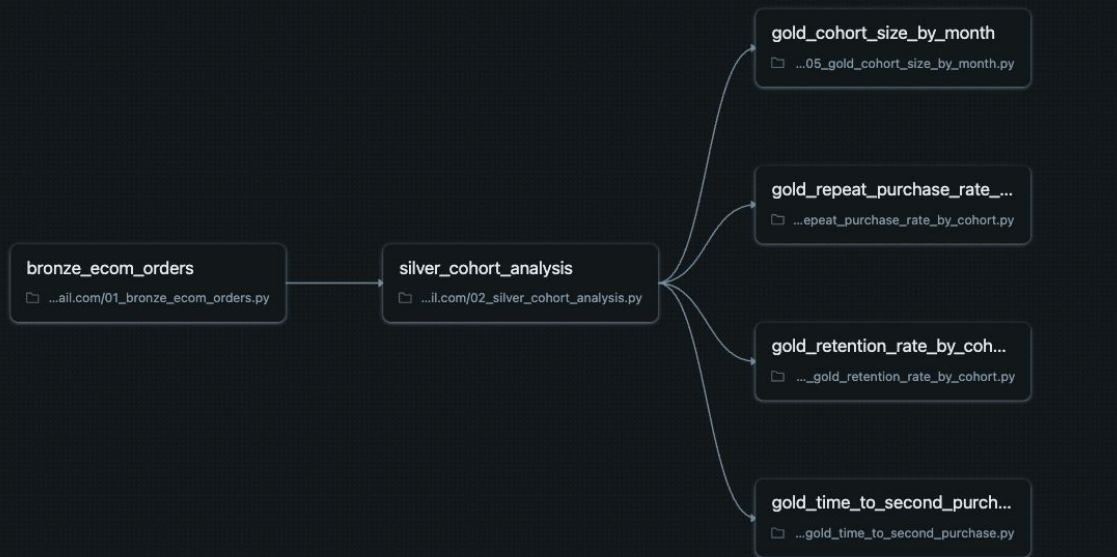 gold_cohort_size_by_month
...05_gold_cohort_size_by_month.py
gold_repeat_purchase_rate_...
...epeat_purchase_rate_by_cohort.py
bronze_ecom_orders
...ail.com/01_bronze_ecom_orders.py
silver_cohort_analysis
...il.com/02_silver_cohort_analysis.py
gold_retention_rate_by_coh...
..._gold_retention_rate_by_cohort.py
gold_time_to_second_purch...
...gold_time_to_second_purchase.py